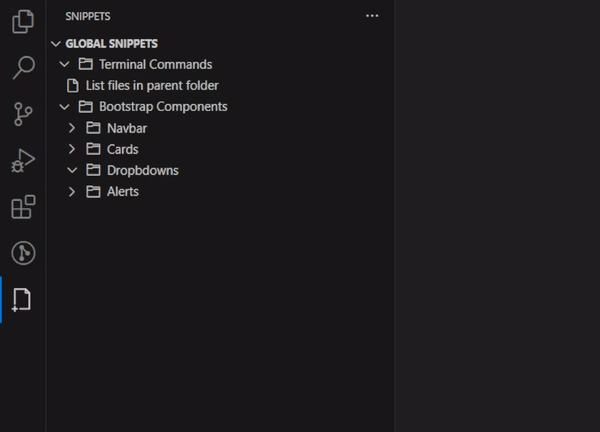 SNIPPETS
GLOBAL SNIPPETS
Terminal Commands
List files in parent folder
Bootstrap Components
Navbar
Cards
Dropbdowns
Alerts